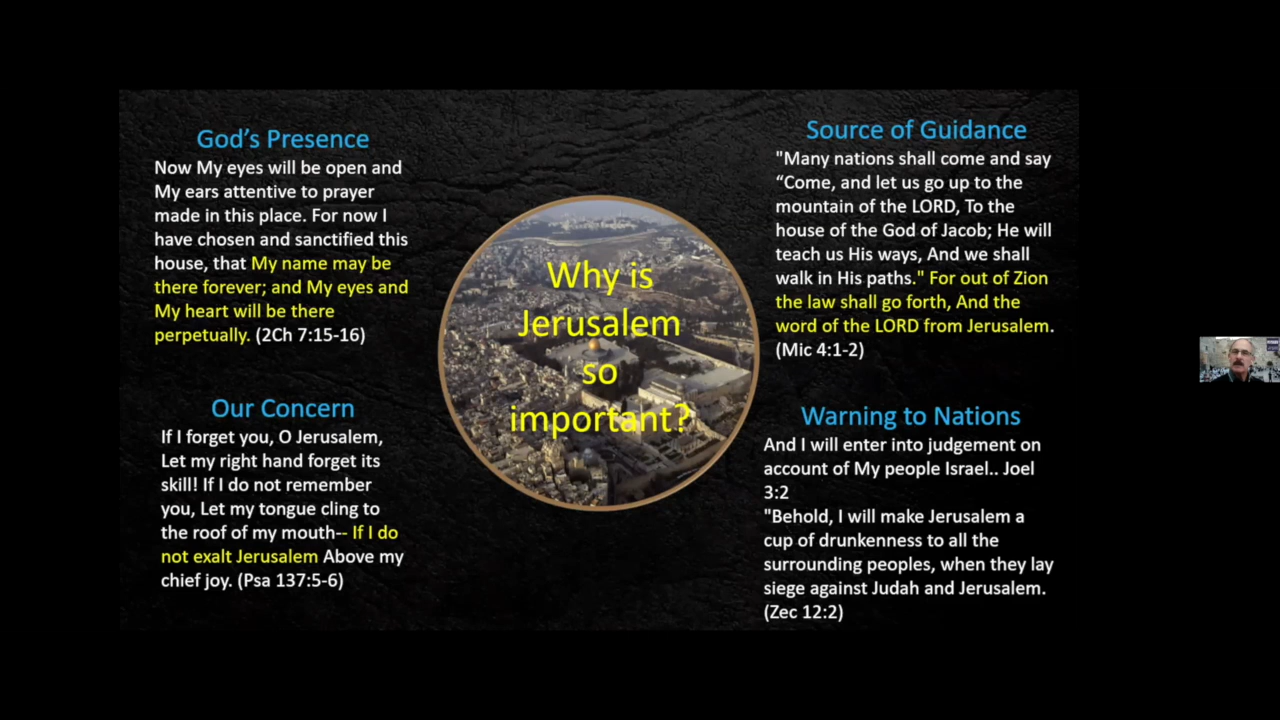 God’s Presence
Now My eyes will be open and
My ears attentive to prayer
made in this place. For now I
have chosen and sanctified this
house, that My name may be
there forever; and My eyes and
My heart will be there
perpetually. (2Ch 7:15-16)
Our Concern
If I forget you, O Jerusalem,
Let my right hand forget its
skill! If I do not remember
you, Let my tongue cling to
the roof of my mouth-- If I do
not exalt Jerusalem Above my
chief joy. (Psa 137:5-6)
Why is
Jerusalem
so
important?
Source of Guidance
"Many nations shall come and say
“Come, and let us go up to the
mountain of the LORD, To the
house of the God of Jacob; He will
teach us His ways, And we shall
walk in His paths." For out of Zion
the law shall go forth, And the
word of the LORD from Jerusalem.
(Mic 4:1-2)
Warning to Nations
And I will enter into judgement on
account of My people Israel.. Joel
3:2
"Behold, I will make Jerusalem a
cup of drunkenness to all the
surrounding peoples, when they lay
siege against Judah and Jerusalem.
(Zec 12:2)